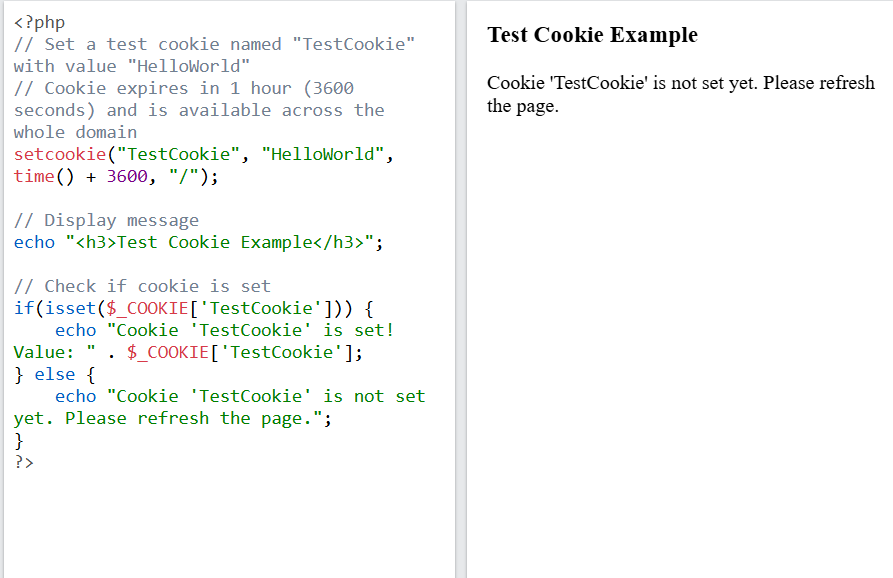 <?php
// Set a test cookie named "TestCookie"
with value "HelloWorld"
// Cookie expires in 1 hour (3600
seconds) and is available across the
whole domain
setcookie("TestCookie", "HelloWorld",
time() + 3600, "/");

// Display message
echo "<h3>Test Cookie Example</h3>";

// Check if cookie is set
if(isset($_COOKIE['TestCookie'])) {
    echo "Cookie 'TestCookie' is set!
Value: " . $_COOKIE['TestCookie'];
} else {
    echo "Cookie 'TestCookie' is not set
yet. Please refresh the page.";
}
?>
Test Cookie Example
Cookie 'TestCookie' is not set yet. Please refresh
the page.